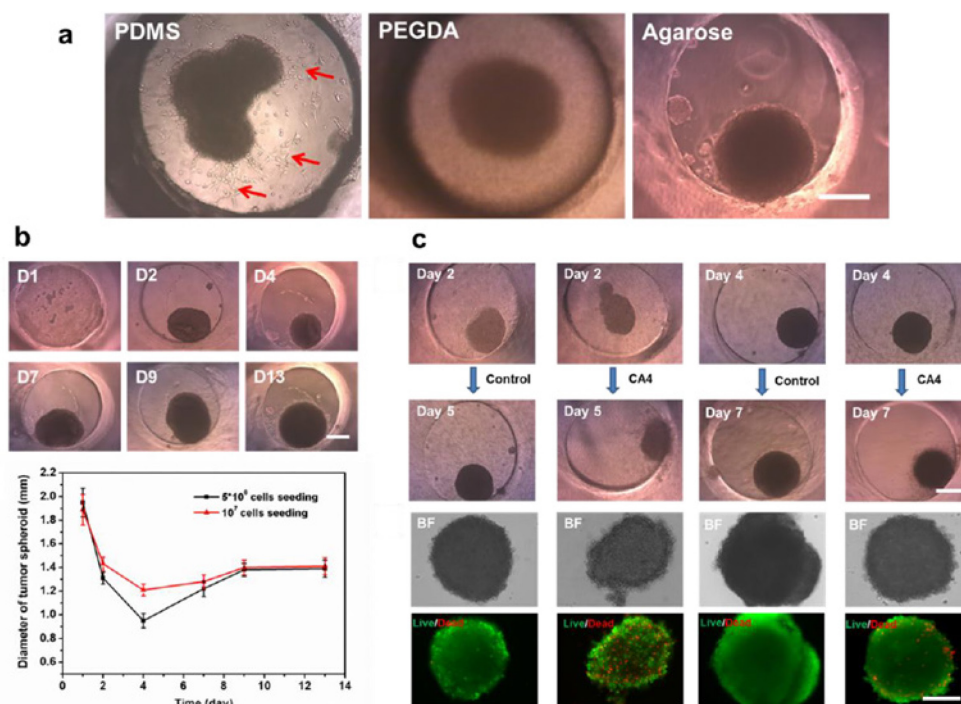 a
PDMS
PEGDA
Agarose
b
D1
D2
D4
D7
D9
D13
Diameter of tumor spheroid (mm)
2.2
2.0
1.8
1.6
1.4
1.2
1.0
0.8
0.6
5*10⁶ cells seeding
10⁷ cells seeding
0 2 4 6 8 10 12 14
Time (day)
c
Day 2
Day 2
Day 4
Day 4
Control
CA4
Control
CA4
Day 5
Day 5
Day 7
Day 7
BF
BF
BF
BF
Live/Dead
Live/Dead
Live/Dead
Live/Dead